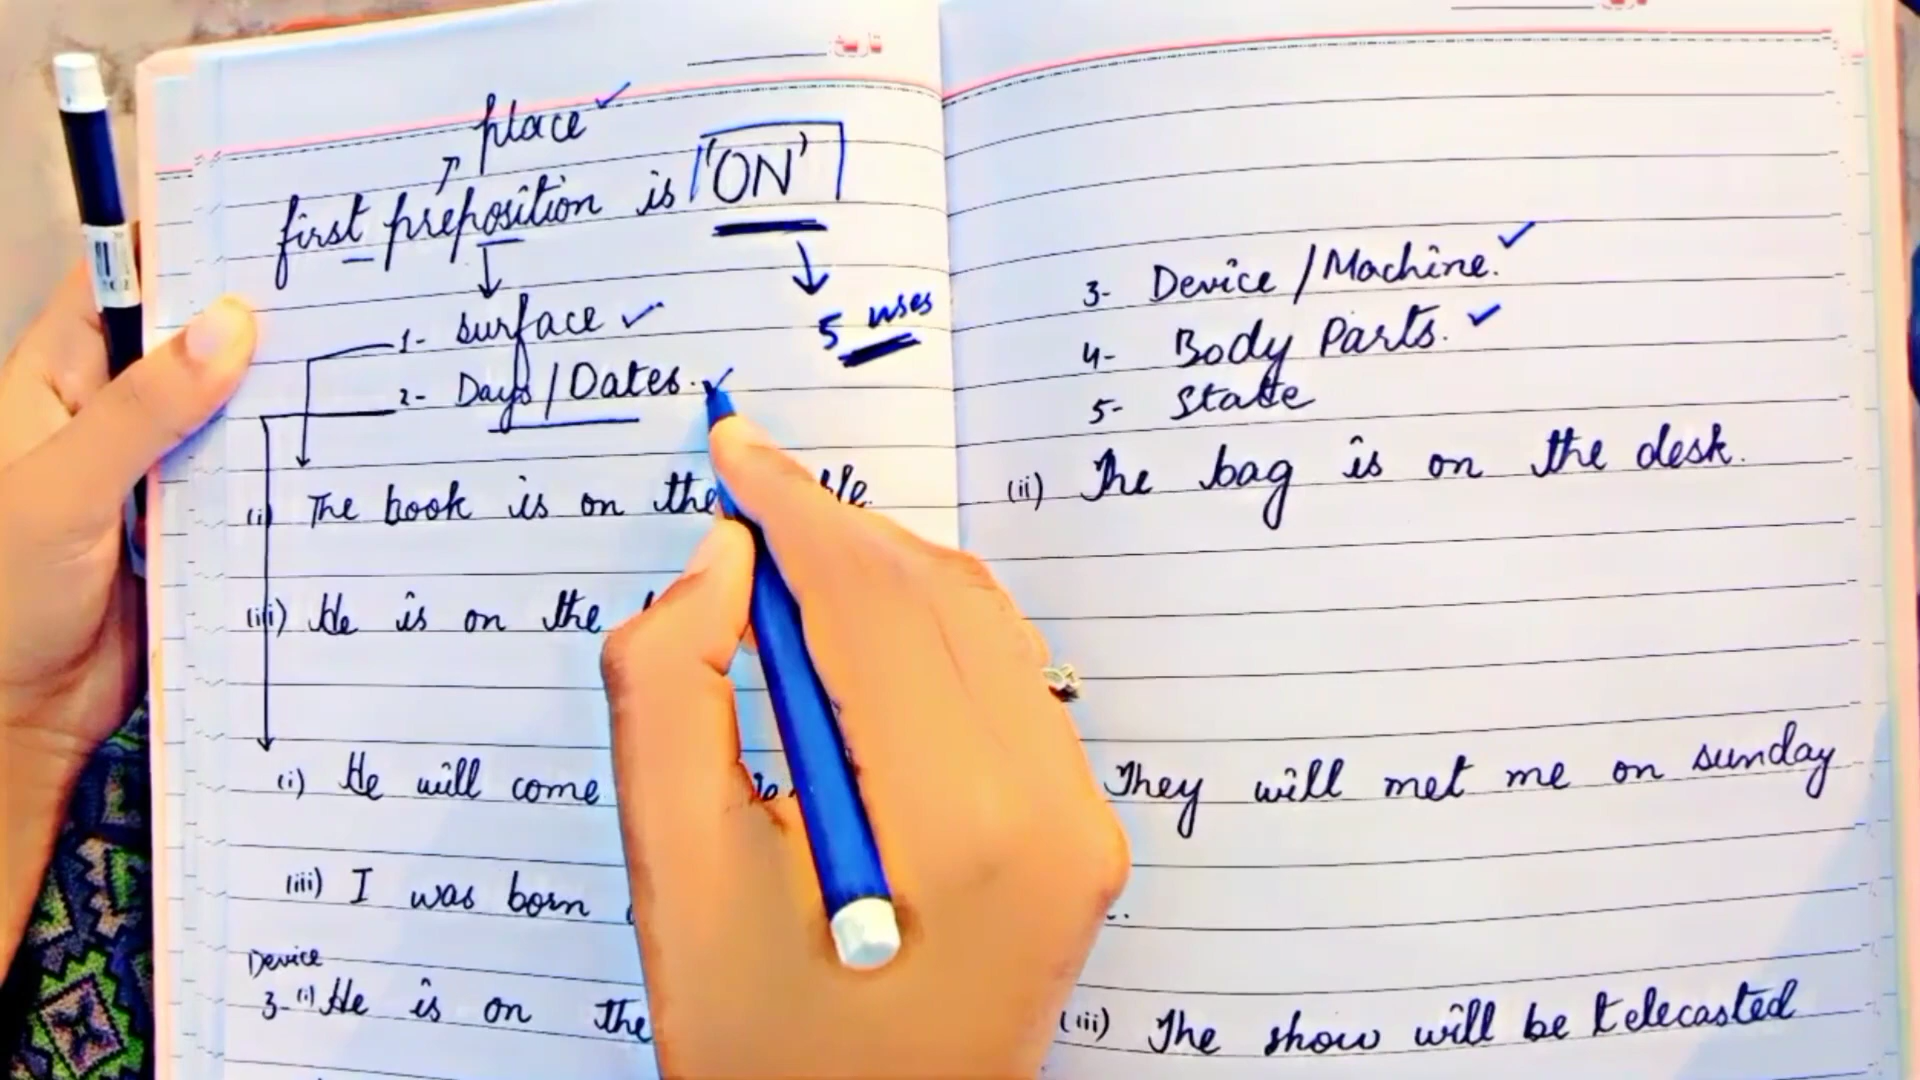 place
first preposition is 'ON'
5 uses
1- Surface
2- Days / Dates.
(i) The book is on the
(iii) He is on the
(i) He will come
(iii) I was born
Device
3- (i) He is on the
3- Device / Machine.
4- Body Parts.
5- State
(ii) The bag is on the desk.
They will met me on sunday
(iii) The show will be telecasted